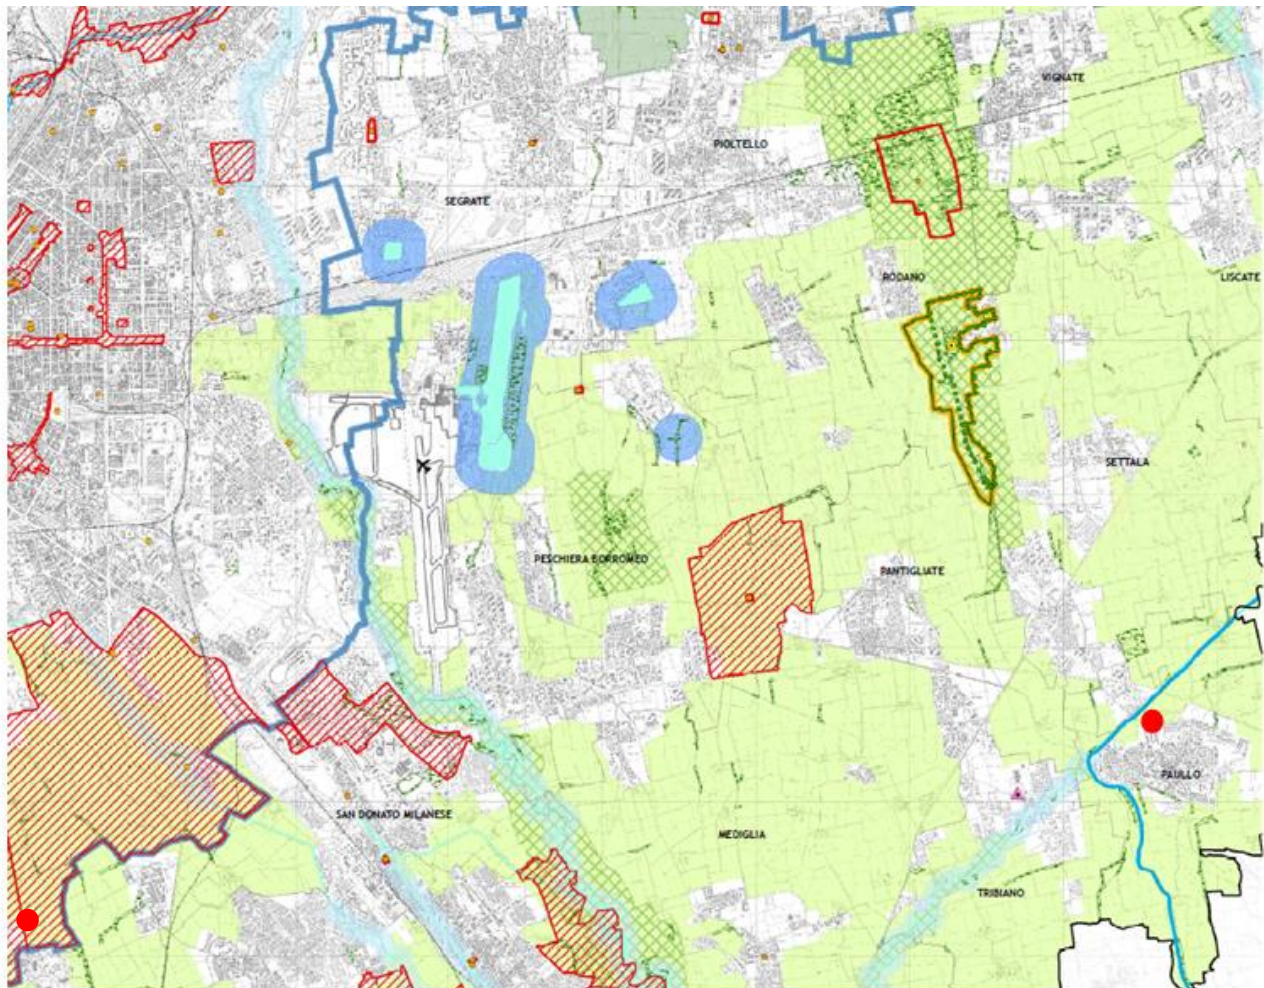 VIGNATE
PIOLTELLO
SEGRATE
RODANO
LISCATE
SETTALA
PESCHIERA BORROMEO
PANTIGLIATE
PAULLO
SAN DONATO MILANESE
MEDIGLIA
TRIBIANO